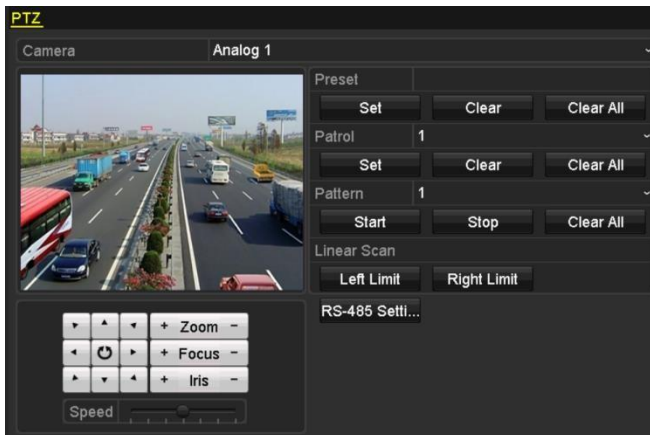 PTZ
Camera Analog 1
Preset
Set Clear Clear All
Patrol 1
Set Clear Clear All
Pattern 1
Start Stop Clear All
Linear Scan
Left Limit Right Limit
RS-485 Setti...
+ Zoom -
+ Focus -
+ Iris -
Speed